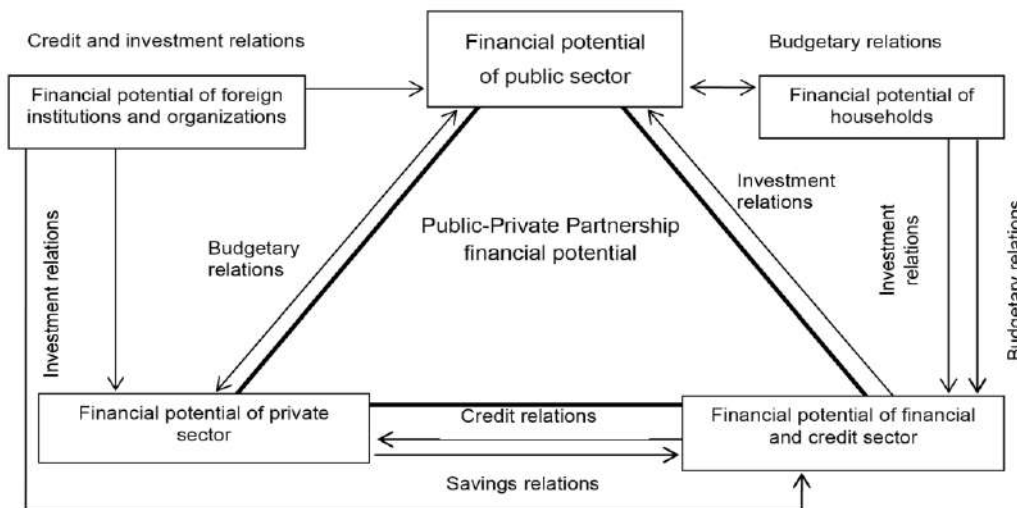 Credit and investment relations
Financial potential
of public sector
Budgetary relations
Financial potential of foreign
institutions and organizations
Financial potential of
households
Investment relations
Budgetary
relations
Public-Private Partnership
financial potential
Investment
relations
Investment
relations
Budgetary relations
Financial potential of private
sector
Credit relations
Financial potential of financial
and credit sector
Savings relations